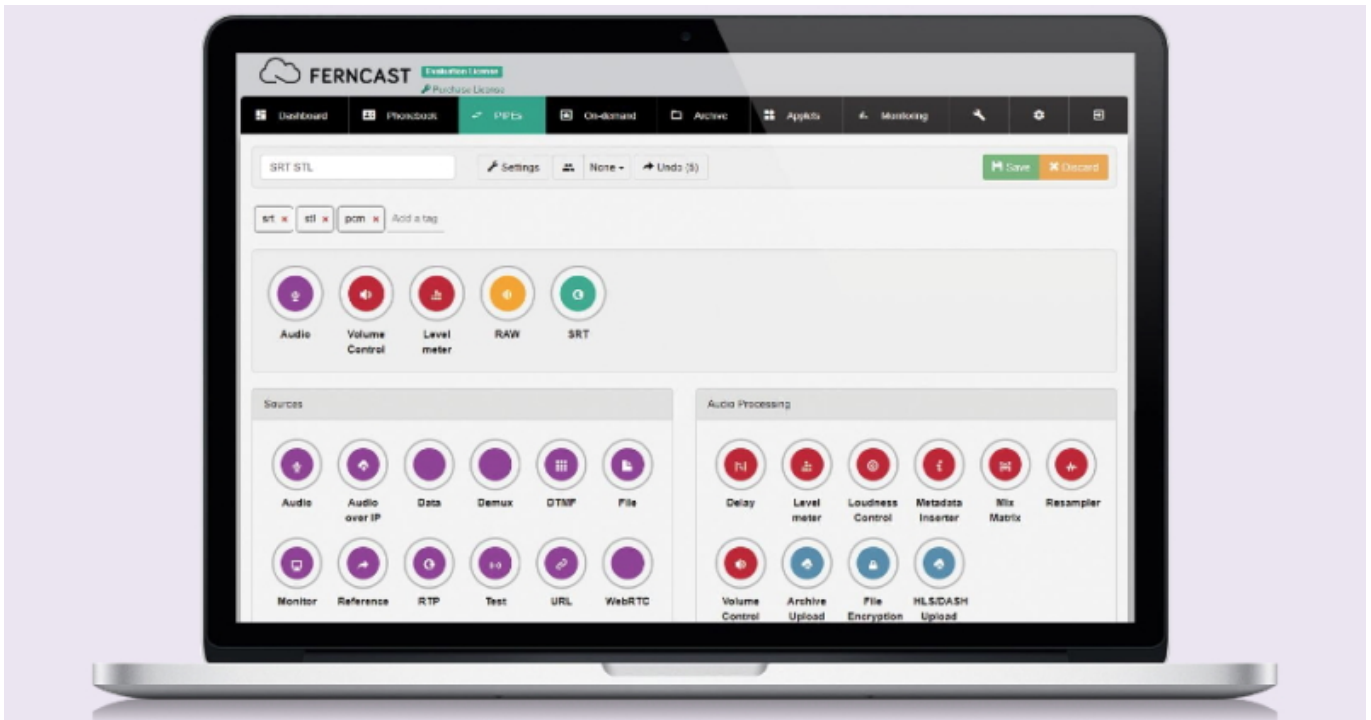 FERNCAST
Evaluation License
Purchase License
Dashboard Phonebook PIPEs On-demand Archive Applets Monitoring
SRT STL Settings None Undo (5) Save Discard
srt stl pcm Add a tag
Audio Volume Level RAW SRT
Control meter
Sources Audio Processing
Audio Audio Data Demux DTMF File Delay Level Loudness Metadata Mix Resampler
over IP meter Control Inserter Matrix
Monitor Reference RTP Test URL WebRTC Volume Archive File HLS/DASH
Control Upload Encryption Upload